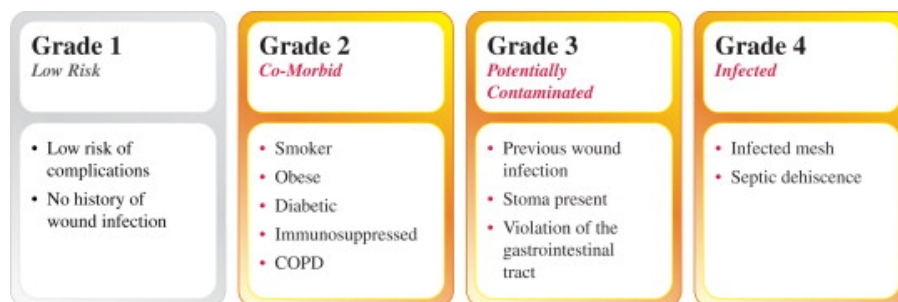 Grade 1
Low Risk
• Low risk of
complications
• No history of
wound infection
Grade 2
Co-Morbid
• Smoker
• Obese
• Diabetic
• Immunosuppressed
• COPD
Grade 3
Potentially
Contaminated
• Previous wound
infection
• Stoma present
• Violation of the
gastrointestinal
tract
Grade 4
Infected
• Infected mesh
• Septic dehiscence